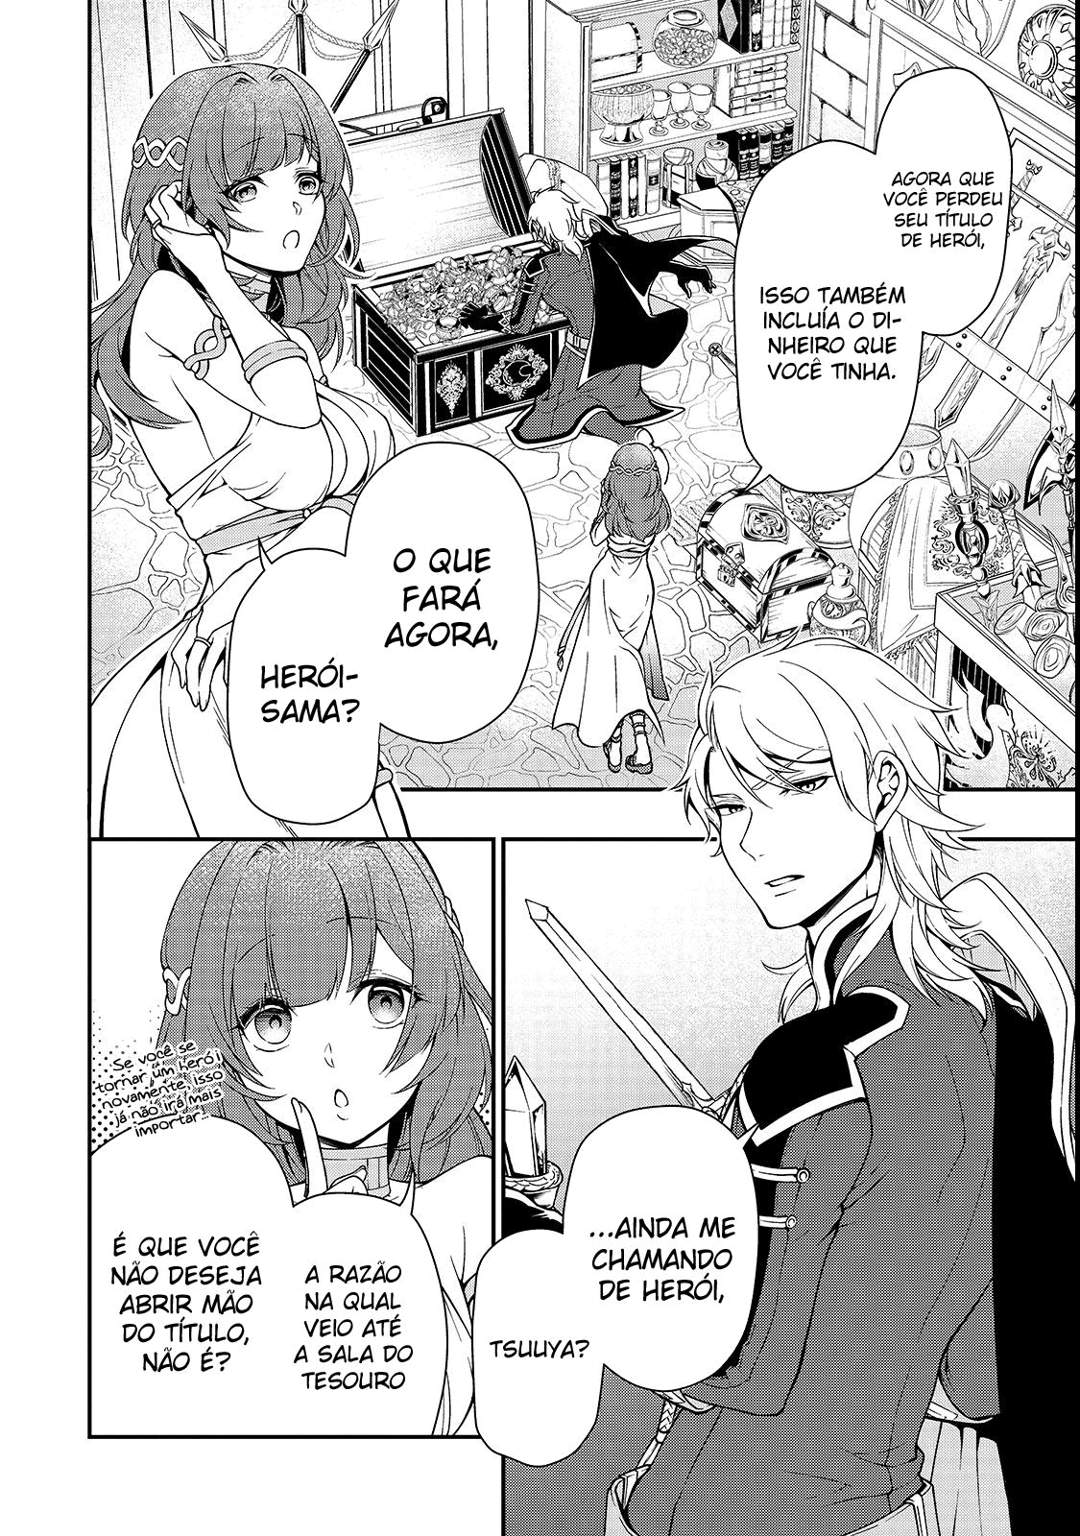 AGORA QUE
VOCÊ PERDEU
SEU TÍTULO
DE HERÓI,
ISSO TAMBÉM
INCLUÍA O DI-
NHEIRO QUE
VOCÊ TINHA.
O QUE
FARÁ
AGORA,
HERÓI-
SAMA?
...AINDA ME
CHAMANDO
DE HERÓI,
TSUUYA?
A RAZÃO
NA QUAL
VEIO ATÉ
A SALA DO
TESOURO
É QUE VOCÊ
NÃO DESEJA
ABRIR MÃO
DO TÍTULO,
NÃO É?
Se você se
tornar um herói
novamente, isso
já não irá mais
importar...